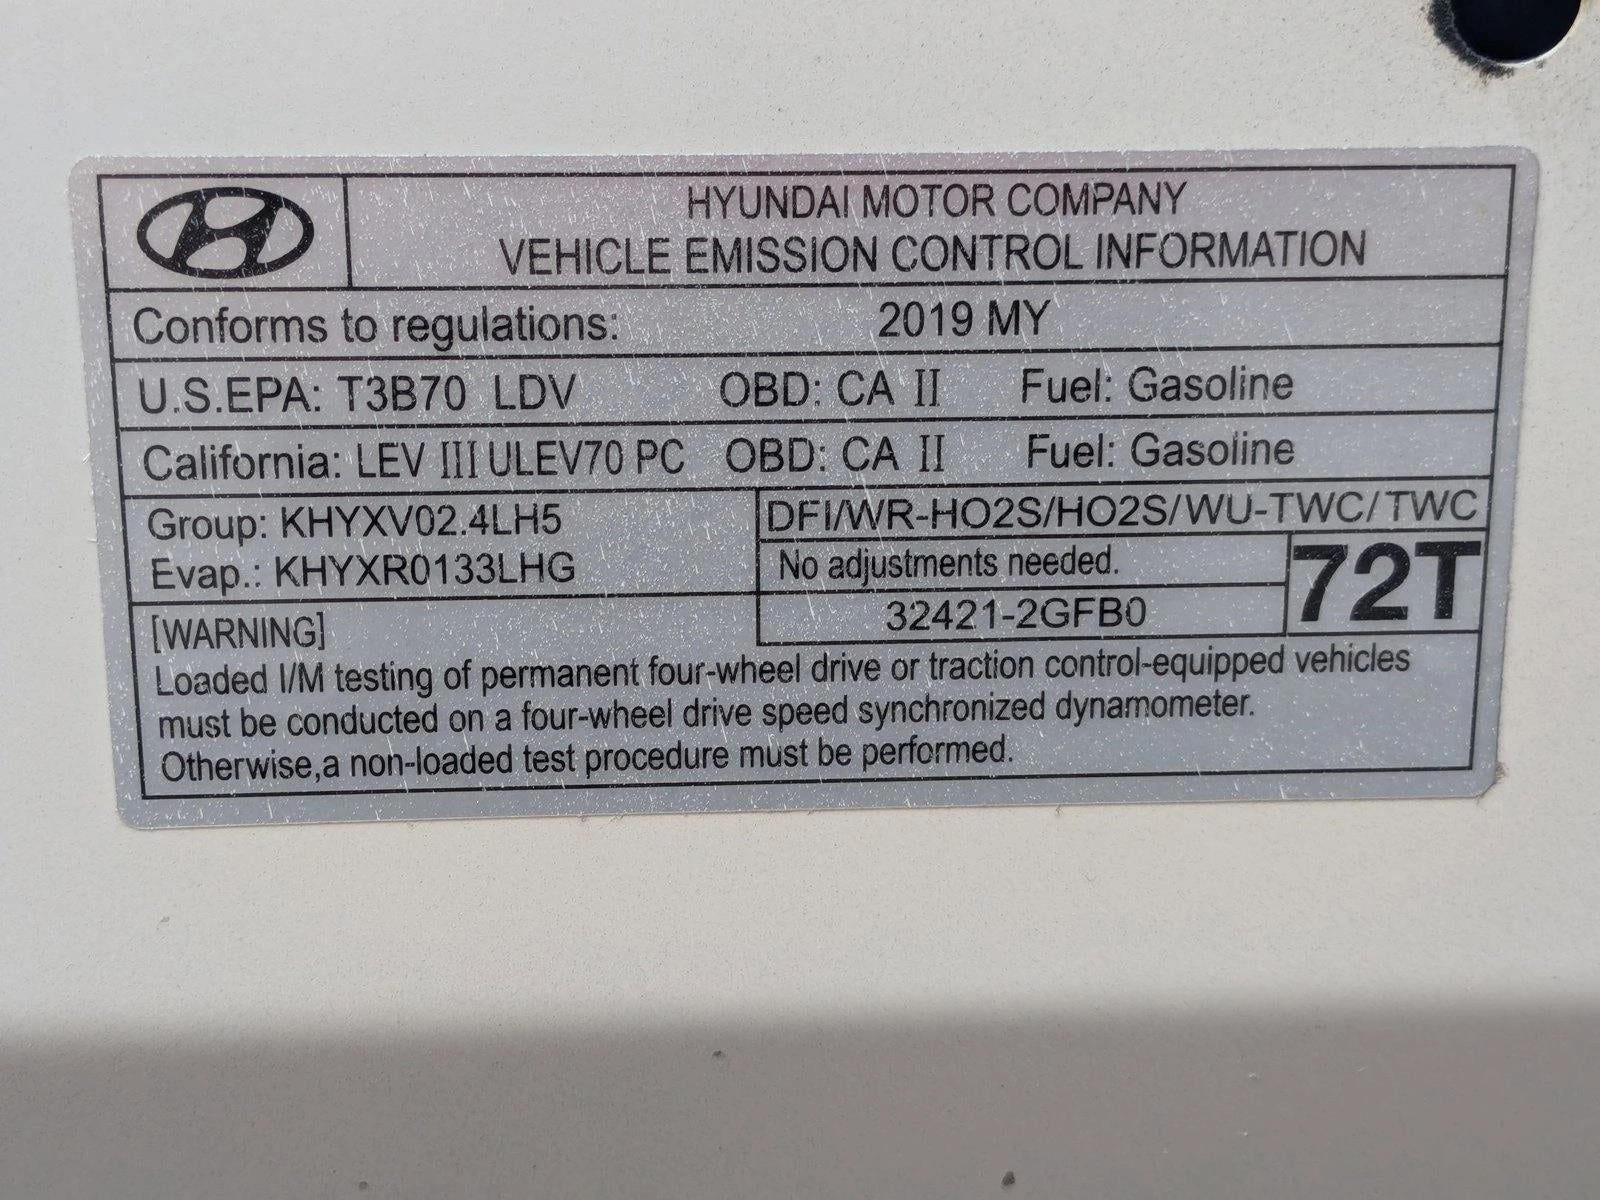 HYUNDAI MOTOR COMPANY
VEHICLE EMISSION CONTROL INFORMATION
Conforms to regulations: 2019 MY
U.S.EPA: T3B70 LDV OBD: CA II Fuel: Gasoline
California: LEV III ULEV70 PC OBD: CA II Fuel: Gasoline
Group: KHYXV02.4LH5
Evap.: KHYXR0133LHG
DFI/WR-HO2S/HO2S/WU-TWC/TWC
No adjustments needed.
32421-2GFB0
72T
[WARNING]
Loaded I/M testing of permanent four-wheel drive or traction control-equipped vehicles
must be conducted on a four-wheel drive speed synchronized dynamometer.
Otherwise,a non-loaded test procedure must be performed.